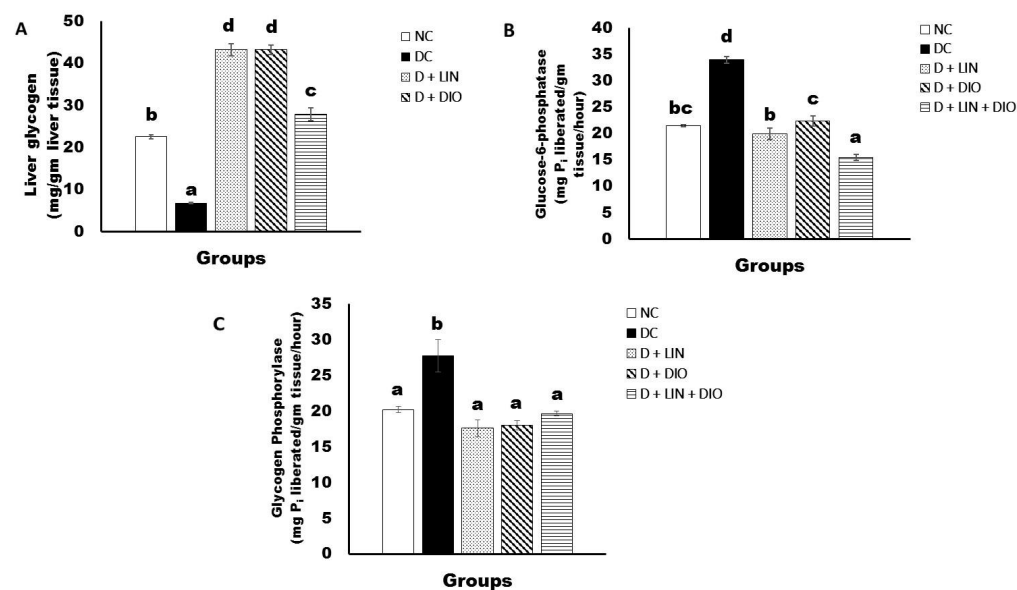 A
Liver glycogen
(mg/gm liver tissue)
50
40
30
20
10
0
b
a
d
d
c
Groups
NC
DC
D + LIN
D + DIO
D + LIN + DIO
B
Glucose-6-phosphatase
(mg Pi liberated/gm
tissue/hour)
40
35
30
25
20
15
10
5
0
bc
d
b
c
a
Groups
NC
DC
D + LIN
D + DIO
D + LIN + DIO
C
Glycogen Phosphorylase
(mg Pi liberated/gm tissue/hour)
35
30
25
20
15
10
5
0
a
b
a
a
a
Groups
NC
DC
D + LIN
D + DIO
D + LIN + DIO